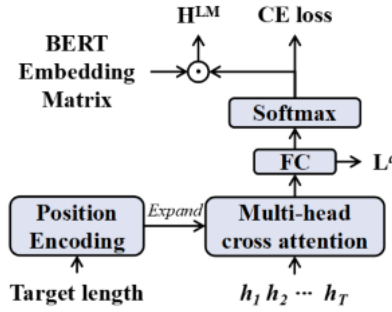 H^LM CE loss
BERT
Embedding
Matrix
Softmax
FC
Position
Encoding
Expand
Multi-head
cross attention
Target length
h_1 h_2 ... h_T